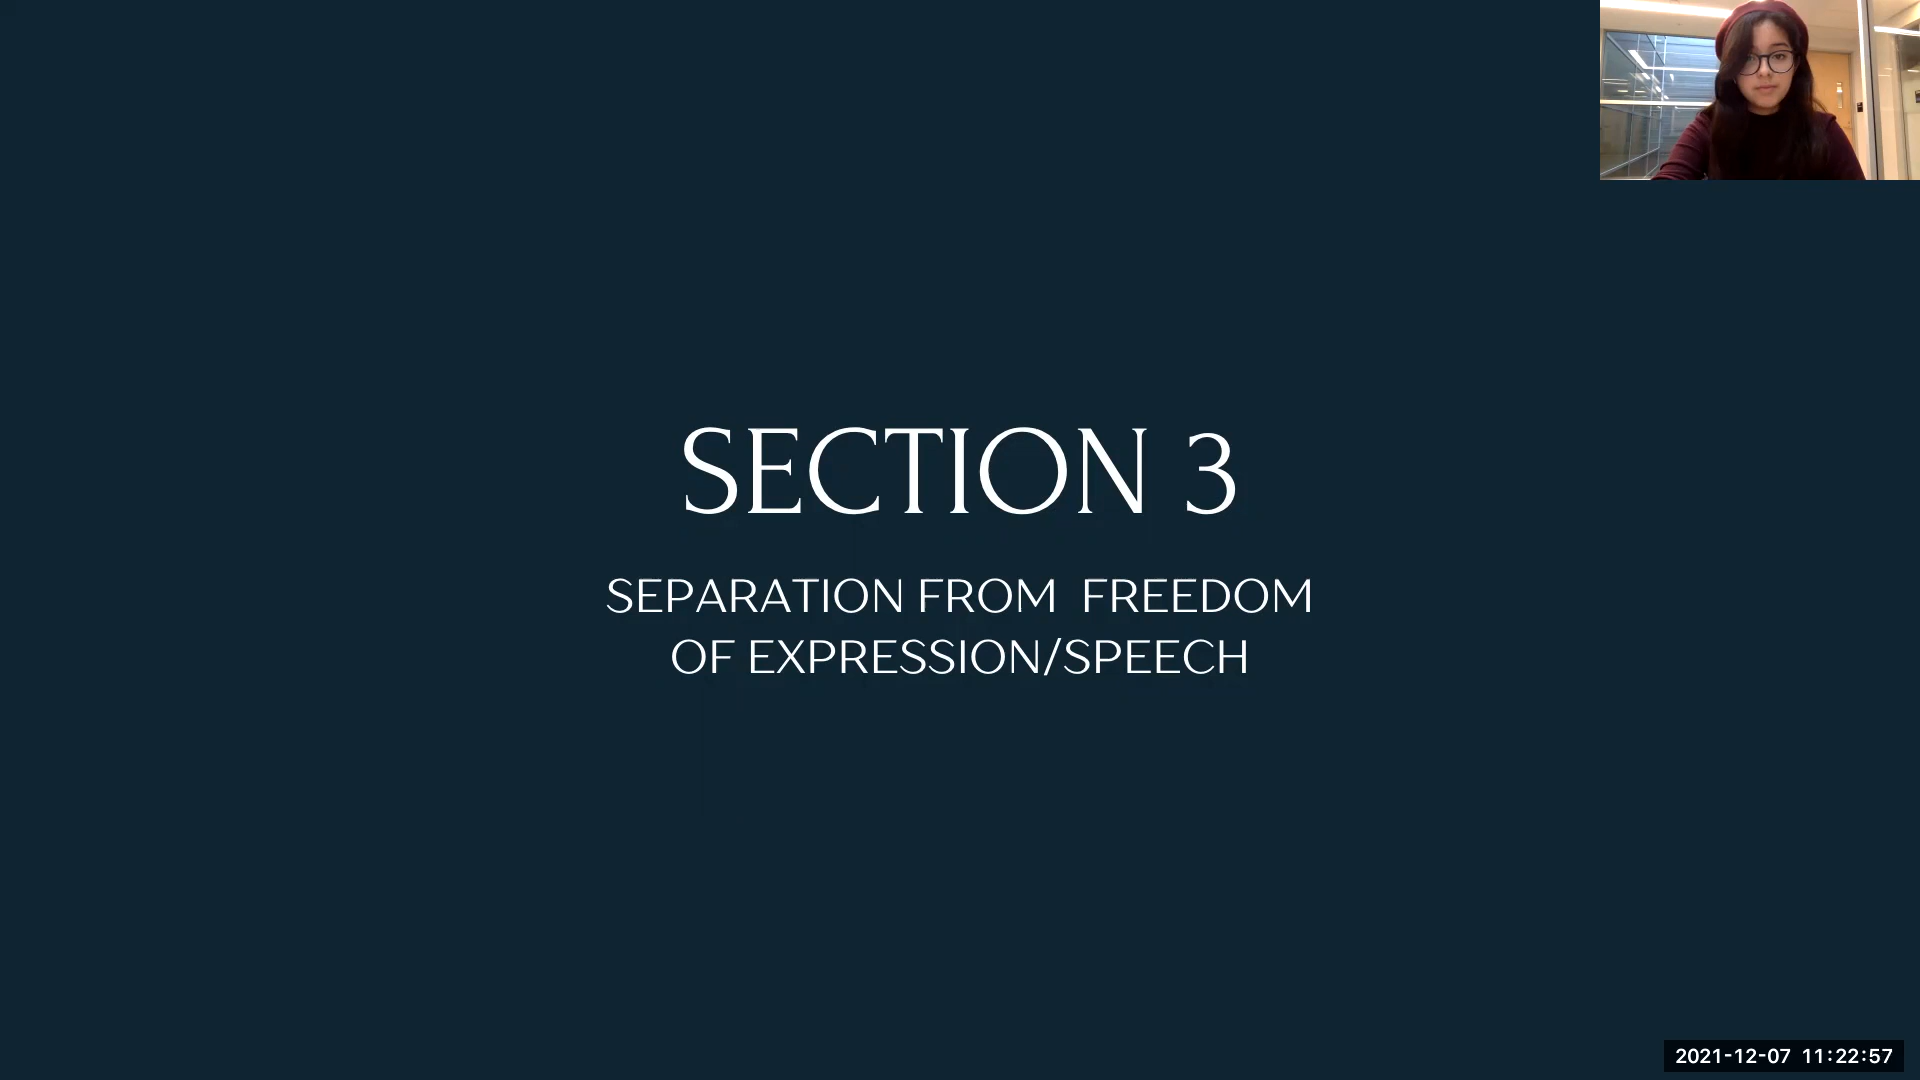 SECTION 3
SEPARATION FROM FREEDOM
OF EXPRESSION/SPEECH
2021-12-07 11:22:57